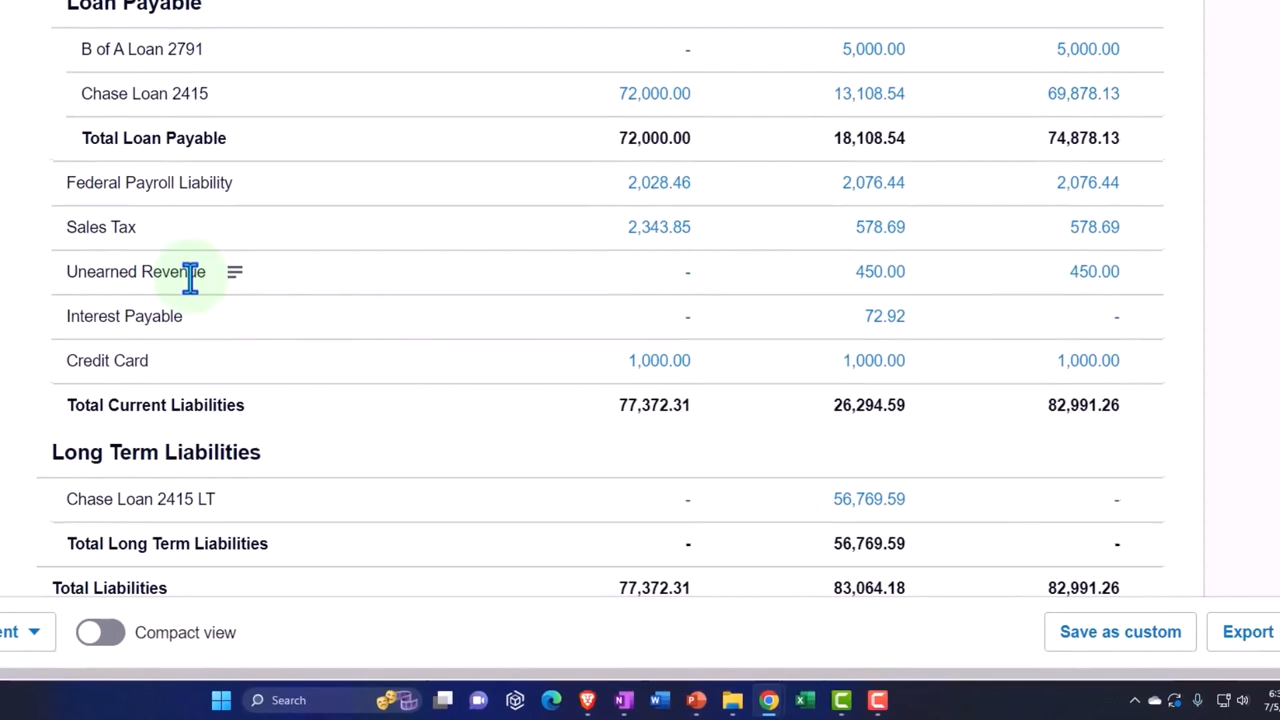 Loan Payable
B of A Loan 2791 - 5,000.00 5,000.00
Chase Loan 2415 72,000.00 13,108.54 69,878.13
Total Loan Payable 72,000.00 18,108.54 74,878.13
Federal Payroll Liability 2,028.46 2,076.44 2,076.44
Sales Tax 2,343.85 578.69 578.69
Unearned Revenue - 450.00 450.00
Interest Payable - 72.92 -
Credit Card 1,000.00 1,000.00 1,000.00
Total Current Liabilities 77,372.31 26,294.59 82,991.26
Long Term Liabilities
Chase Loan 2415 LT - 56,769.59 -
Total Long Term Liabilities - 56,769.59 -
Total Liabilities 77,372.31 83,064.18 82,991.26
Compact view Save as custom Export
Search